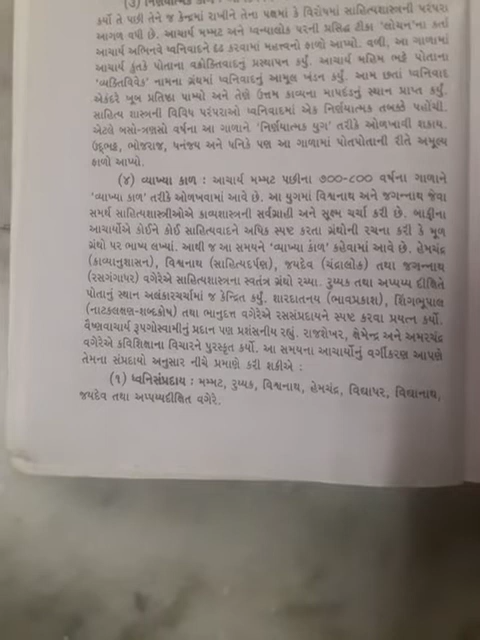 (૩) નિર્ણયાત્મક
કર્યો તે પાકી તેને જ કેન્દ્રમાં રાખીને તેના પક્ષમાં કે વિરોધમાં સાહિત્યશાસ્ત્રની પરંપરા
આગળ વધી છે. આચાર્ય મમ્મટ અને ધ્વન્યાલોક પરની પ્રસિદ્ધ ટીકા 'લોચન'ના કર્તા
આચાર્ય અભિનવે ધ્વનિવાદને દૃઢ કરવામાં મહત્ત્વનો ફાળો આપ્યો. વળી, આ ગાળામાં
આચાર્ય કુંતકે પોતાના વક્રોક્તિવાદનું પ્રસ્થાપન કર્યું. આચાર્ય મહિમ ભટ્ટે પોતાના
'વ્યક્તિવિવેક' નામના ગ્રંથમાં ધ્વનિવાદનું આમૂલ ખંડન કર્યું. આમ છતાં ધ્વનિવાદ
એકંદરે ખૂબ પ્રતિષ્ઠા પામ્યો અને તેણે ઉત્તમ કાવ્યના માપદંડનું સ્થાન પ્રાપ્ત કર્યું.
સાહિત્ય શાસ્ત્રની વિવિધ પરંપરાઓ ધ્વનિવાદમાં એક નિર્ણયાત્મક તબક્કે પહોંચી.
એટલે બસો-ત્રણસો વર્ષના આ ગાળાને 'નિર્ણયાત્મક યુગ' તરીકે ઓળખાવી શકાય.
ઉદ્ભટ્ટ, ભોજરાજ, ધનંજય અને ધનિકે પણ આ ગાળામાં પોતપોતાની રીતે અમૂલ્ય
ફાળો આપ્યો.
(૪) વ્યાખ્યા કાળ : આચાર્ય મમ્મટ પાછીના ૭૦૦-૮૦૦ વર્ષના ગાળાને
'વ્યાખ્યા કાળ' તરીકે ઓળખવામાં આવે છે. આ યુગમાં વિશ્વનાથ અને જગન્નાથ જેવા
સમર્થ સાહિત્યશાસ્ત્રીઓએ કાવ્યશાસ્ત્રની સર્વગ્રાહી અને સૂક્ષ્મ ચર્ચા કરી છે. બાકીના
આચાર્યોએ કોઈને કોઈ સાહિત્યવાદને અધિક સ્પષ્ટ કરતા ગ્રંથોની રચના કરી કે મૂળ
ગ્રંથો પર ભાષ્ય લખ્યાં. આથી જ આ સમયને 'વ્યાખ્યા કાળ' કહેવામાં આવે છે. હેમચંદ્ર
(કાવ્યાનુશાસન), વિશ્વનાથ (સાહિત્યદર્પણ), જયદેવ (ચંદ્રાલોક) તથા જગન્નાથ
(રસગંગાધર) વગેરેએ સાહિત્યશાસ્ત્રના સ્વતંત્ર ગ્રંથો રચ્યા. રુય્યક તથા અપ્પય્ય દીક્ષિતે
પોતાનું સ્થાન અલંકારચર્ચામાં જ કેન્દ્રિત કર્યું. શારદાતનય (ભાવપ્રકાશ), શિંગભૂપાલ
(નાટકલક્ષણ-શબ્દકોષ) તથા ભાનુદત્ત વગેરેએ રસસંપ્રદાયને સ્પષ્ટ કરવા પ્રયત્ન કર્યો.
વૈષ્ણવાચાર્ય રૂપગોસ્વામીનું પ્રદાન પણ પ્રશંસનીય રહ્યું. રાજશેખર, ક્ષેમેન્દ્ર અને અમરચંદ્ર
વગેરેએ કવિશિક્ષાના વિચારને પુરસ્કૃત કર્યો. આ સમયના આચાર્યોનું વર્ગીકરણ આપણે
તેમના સંપ્રદાયો અનુસાર નીચે પ્રમાણે કરી શકીએ :
(૧) ધ્વનિસંપ્રદાય : મમ્મટ, રુય્યક, વિશ્વનાથ, હેમચંદ્ર, વિદ્યાધર, વિદ્યાનાથ,
જયદેવ તથા અપ્પય્યદીક્ષિત વગેરે.